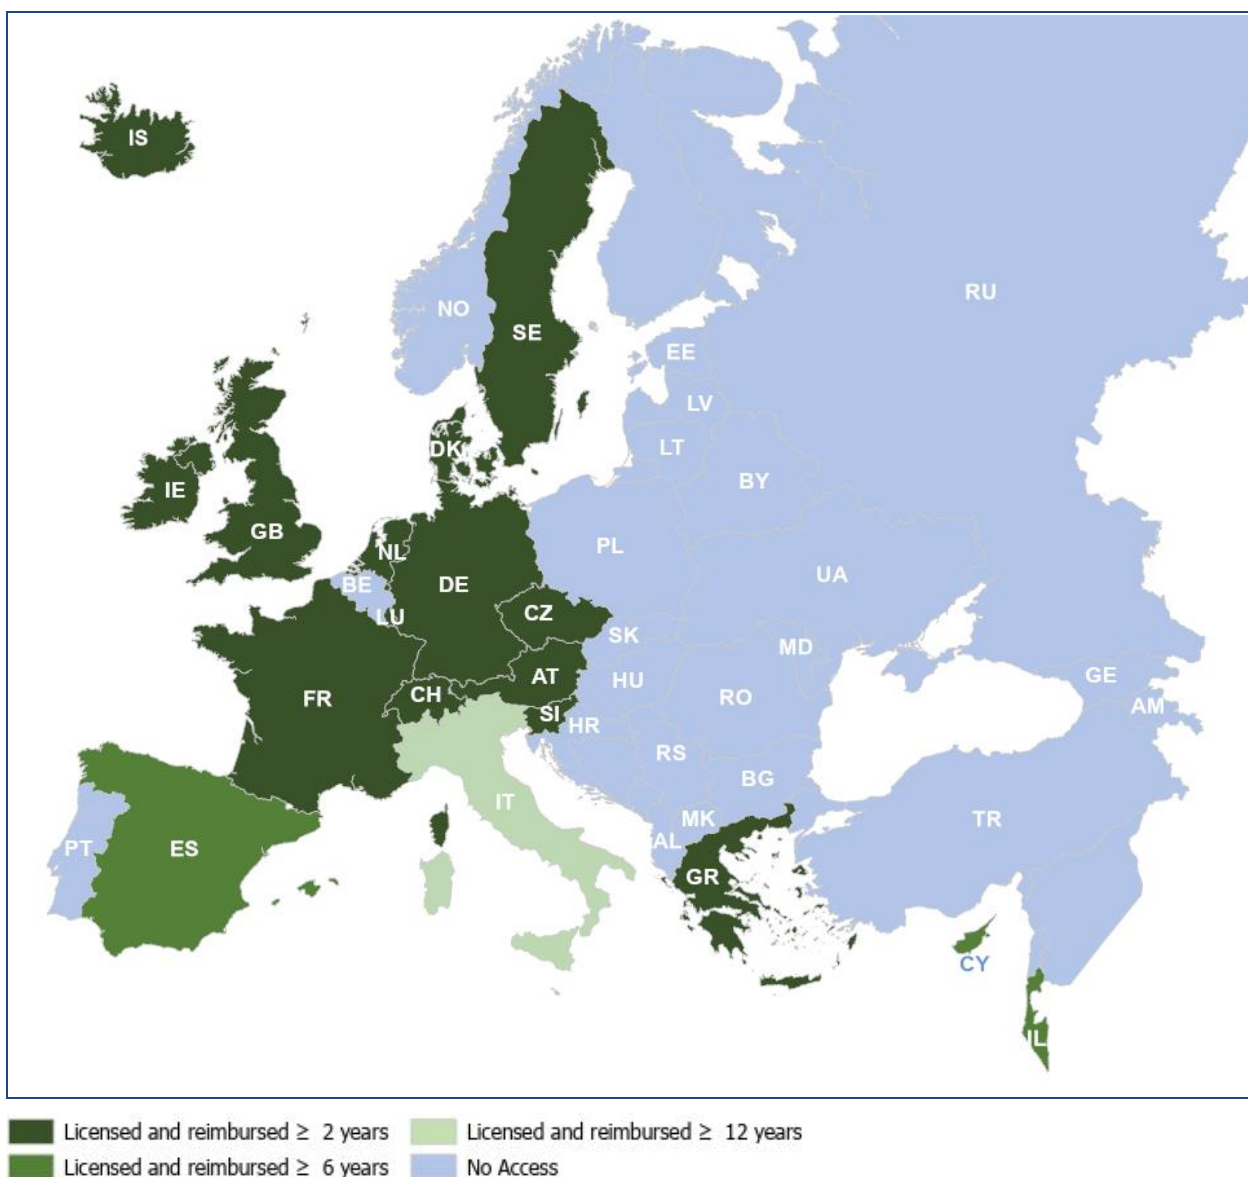 IS
RU
NO
SE
EE
LV
DK
LT
BY
IE
GB
NL
PL
UA
BE
DE
LU
CZ
SK
MD
AT
HU
GE
FR
CH
RO
AM
SI
HR
RS
BG
IT
MK
TR
PT
ES
AL
GR
CY
IL
Licensed and reimbursed ≥ 2 years
Licensed and reimbursed ≥ 12 years
Licensed and reimbursed ≥ 6 years
No Access